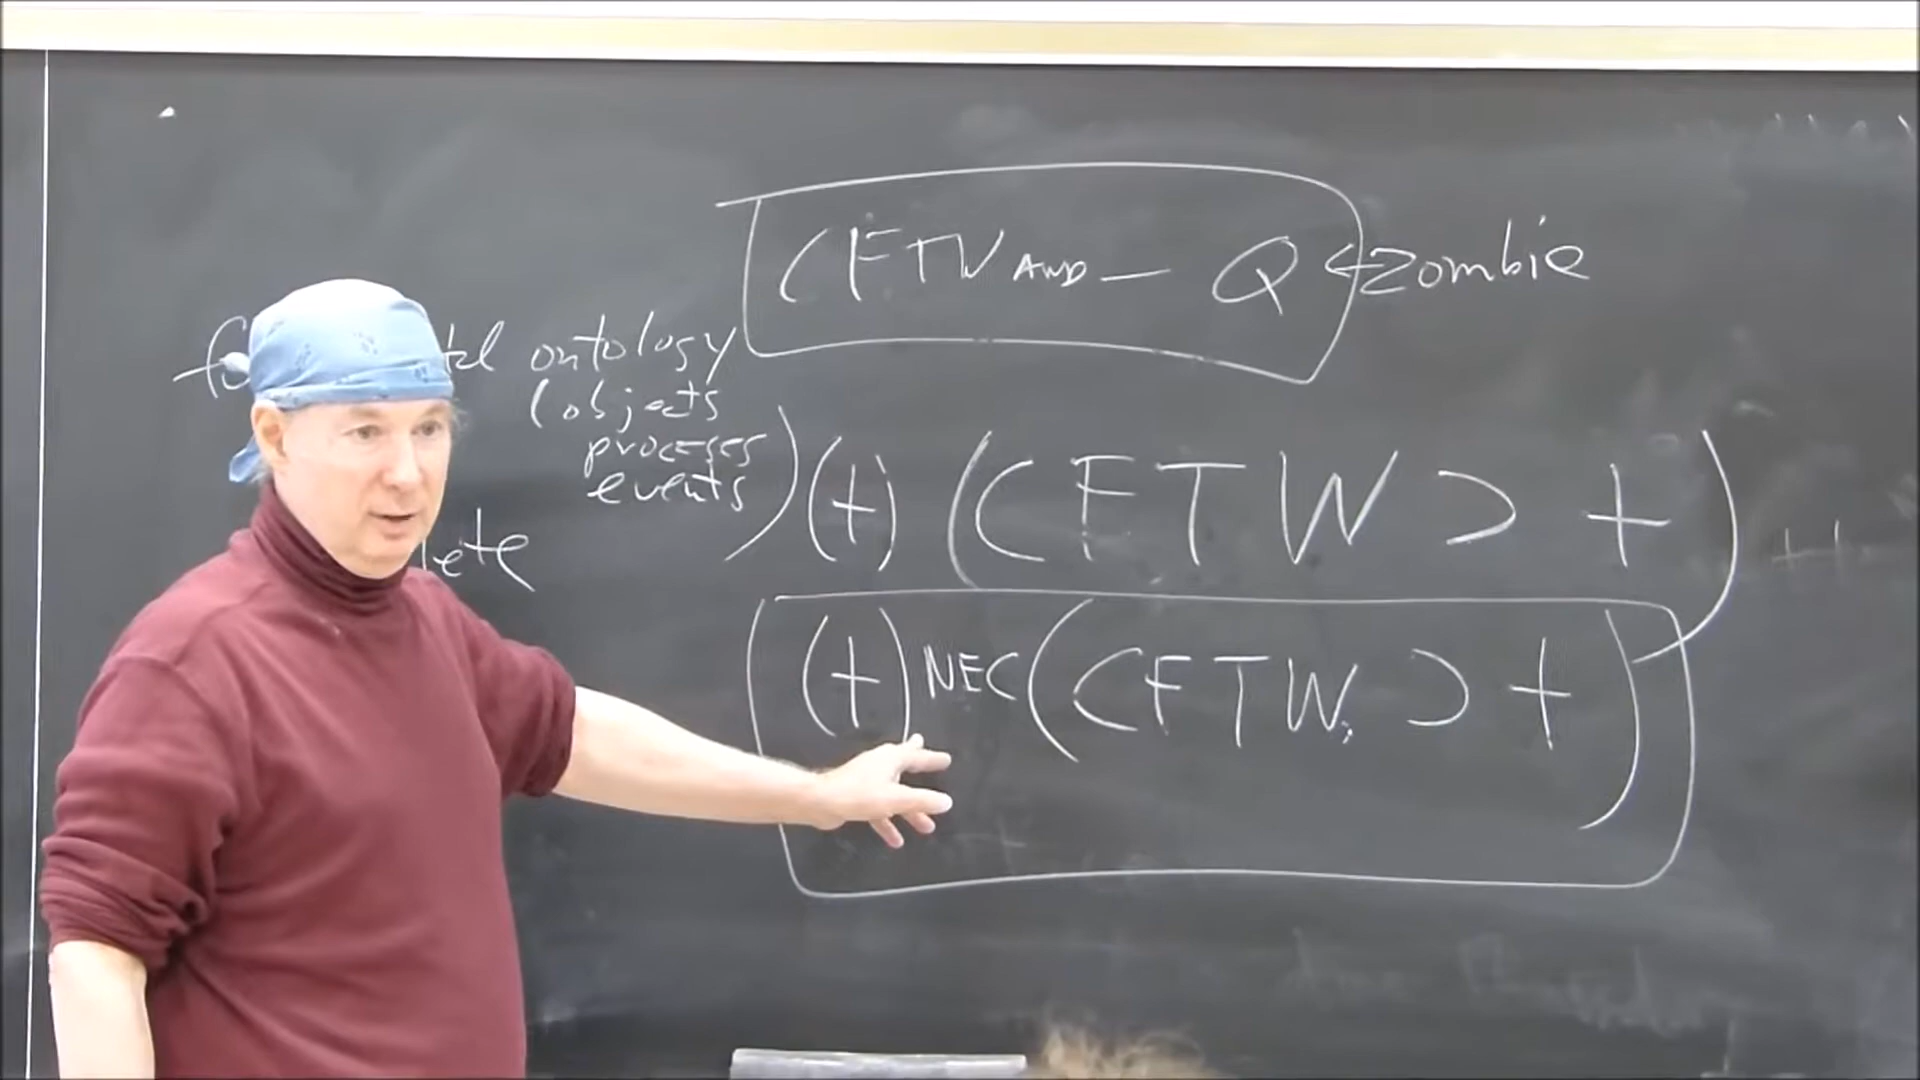 CFTW AND — Q ← zombie
ontology
(objects
processes
events)
(t) (CFTW ⊃ t)
lete
(t) NEC (CFTW ⊃ t)